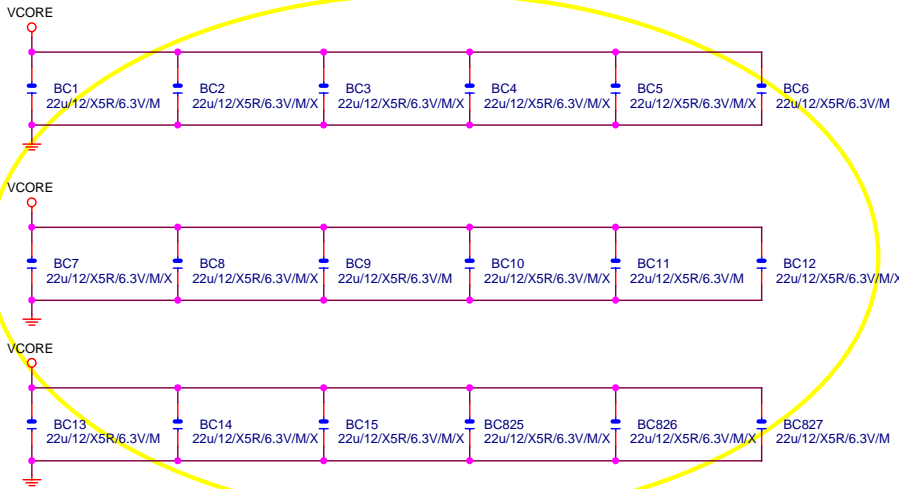 VCORE
BC1
22u/12/X5R/6.3V/M
BC2
22u/12/X5R/6.3V/M/X
BC3
22u/12/X5R/6.3V/M/X
BC4
22u/12/X5R/6.3V/M/X
BC5
22u/12/X5R/6.3V/M/X
BC6
22u/12/X5R/6.3V/M
VCORE
BC7
22u/12/X5R/6.3V/M/X
BC8
22u/12/X5R/6.3V/M/X
BC9
22u/12/X5R/6.3V/M
BC10
22u/12/X5R/6.3V/M/X
BC11
22u/12/X5R/6.3V/M
BC12
22u/12/X5R/6.3V/M/X
VCORE
BC13
22u/12/X5R/6.3V/M
BC14
22u/12/X5R/6.3V/M/X
BC15
22u/12/X5R/6.3V/M/X
BC825
22u/12/X5R/6.3V/M/X
BC826
22u/12/X5R/6.3V/M/X
BC827
22u/12/X5R/6.3V/M